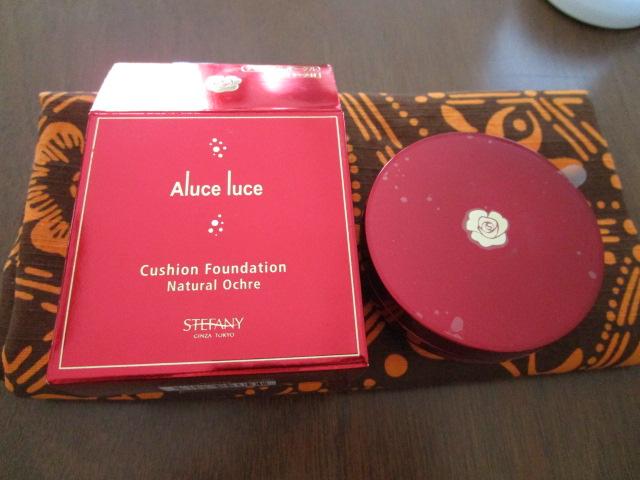 Aluce luce
Cushion Foundation
Natural Ochre
STEFANY
GINZA TOKYO